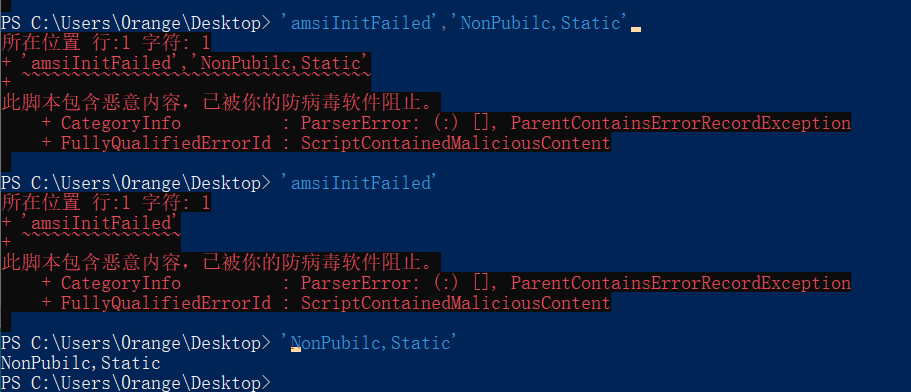 PS C:\Users\Orange\Desktop> 'amsiInitFailed','NonPubilc,Static'
所在位置 行:1 字符: 1
+ 'amsiInitFailed','NonPubilc,Static'
+ ~~~~~~~~~~~~~~~~~~~~~~~~~~~~~~~~~~~
此脚本包含恶意内容，已被你的防病毒软件阻止。
    + CategoryInfo          : ParserError: (:) [], ParentContainsErrorRecordException
    + FullyQualifiedErrorId : ScriptContainedMaliciousContent
PS C:\Users\Orange\Desktop> 'amsiInitFailed'
所在位置 行:1 字符: 1
+ 'amsiInitFailed'
+ ~~~~~~~~~~~~~~~~
此脚本包含恶意内容，已被你的防病毒软件阻止。
    + CategoryInfo          : ParserError: (:) [], ParentContainsErrorRecordException
    + FullyQualifiedErrorId : ScriptContainedMaliciousContent
PS C:\Users\Orange\Desktop> 'NonPubilc,Static'
NonPubilc,Static
PS C:\Users\Orange\Desktop>